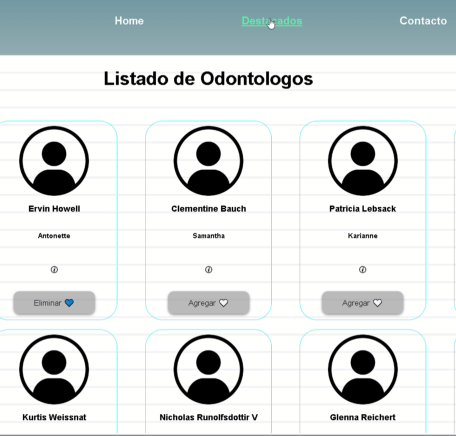 Home Destacados Contacto
Listado de Odontologos
Ervin Howell Clementine Bauch Patricia Lebsack
Antonette Samantha Karianne
Eliminar Agregar Agregar
Kurtis Weissnat Nicholas Runolfsdottir V Glenna Reichert